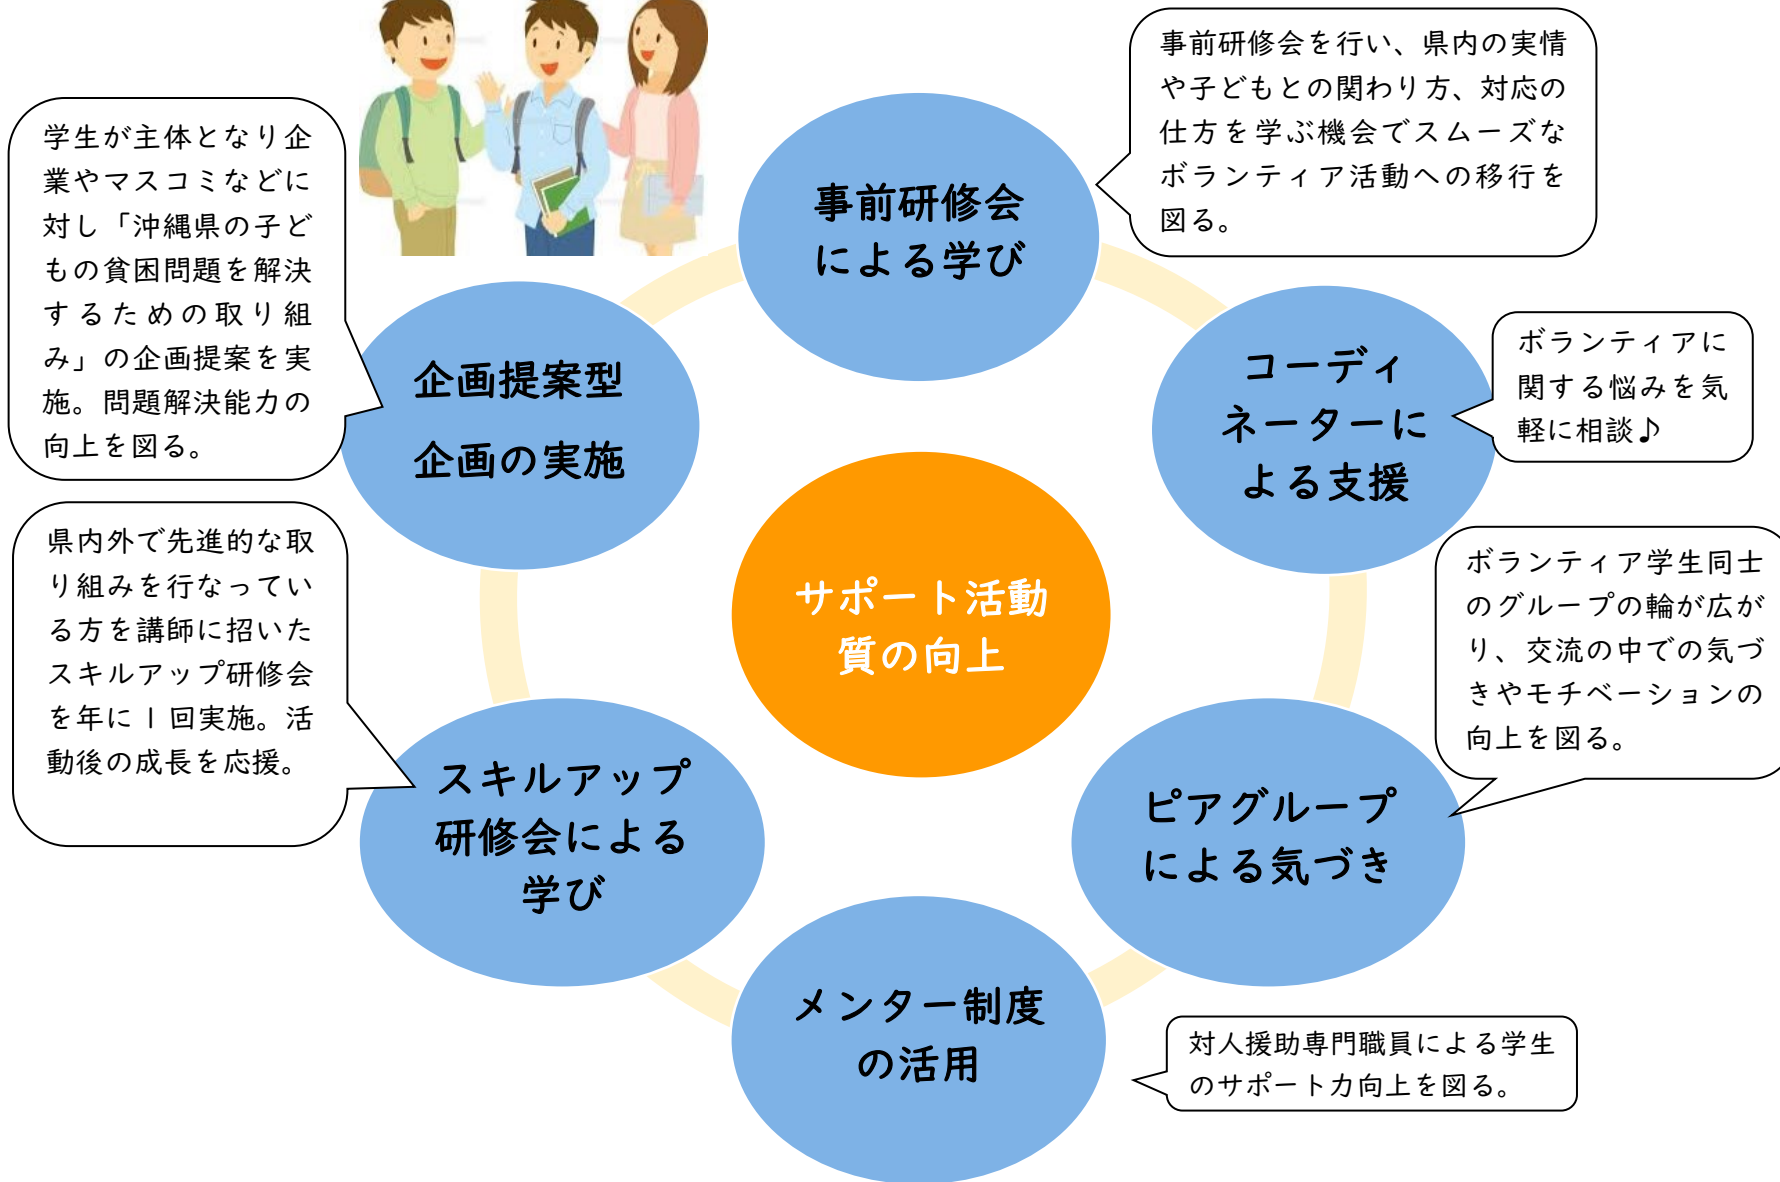 事前研修会を行い、県内の実情
や子どもとの関わり方、対応の
仕方を学ぶ機会でスムーズな
ボランティア活動への移行を
図る。
学生が主体となり企
業やマスコミなどに
対し「沖縄県の子ど
もの貧困問題を解決
するための取り組
み」の企画提案を実
施。問題解決能力の
向上を図る。
事前研修会
による学び
企画提案型
企画の実施
コーディ
ネーターに
よる支援
ボランティアに
関する悩みを気
軽に相談♪
サポート活動
質の向上
県内外で先進的な取
り組みを行なってい
る方を講師に招いた
スキルアップ研修会
を年に1回実施。活
動後の成長を応援。
ボランティア学生同士
のグループの輪が広が
り、交流の中での気づ
きやモチベーションの
向上を図る。
スキルアップ
研修会による
学び
ピアグループ
による気づき
メンター制度
の活用
対人援助専門職員による学生
のサポート力向上を図る。